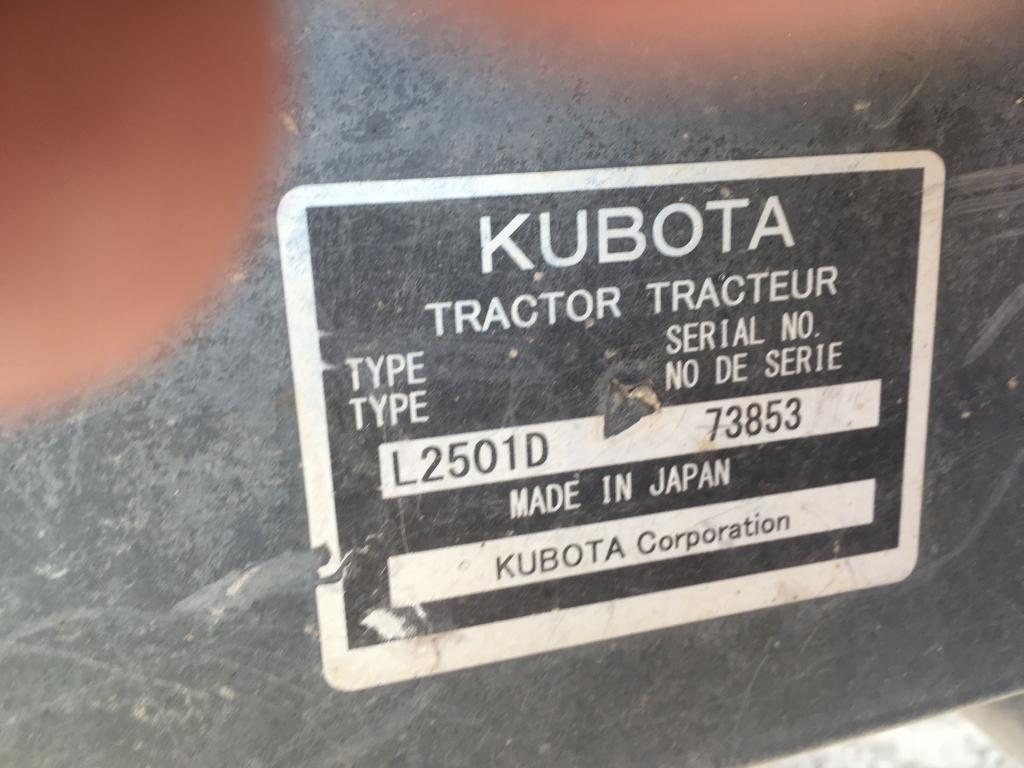 KUBOTA
TRACTOR TRACTEUR
TYPE SERIAL NO.
TYPE NO DE SERIE
L2501D 73853
MADE IN JAPAN
KUBOTA Corporation